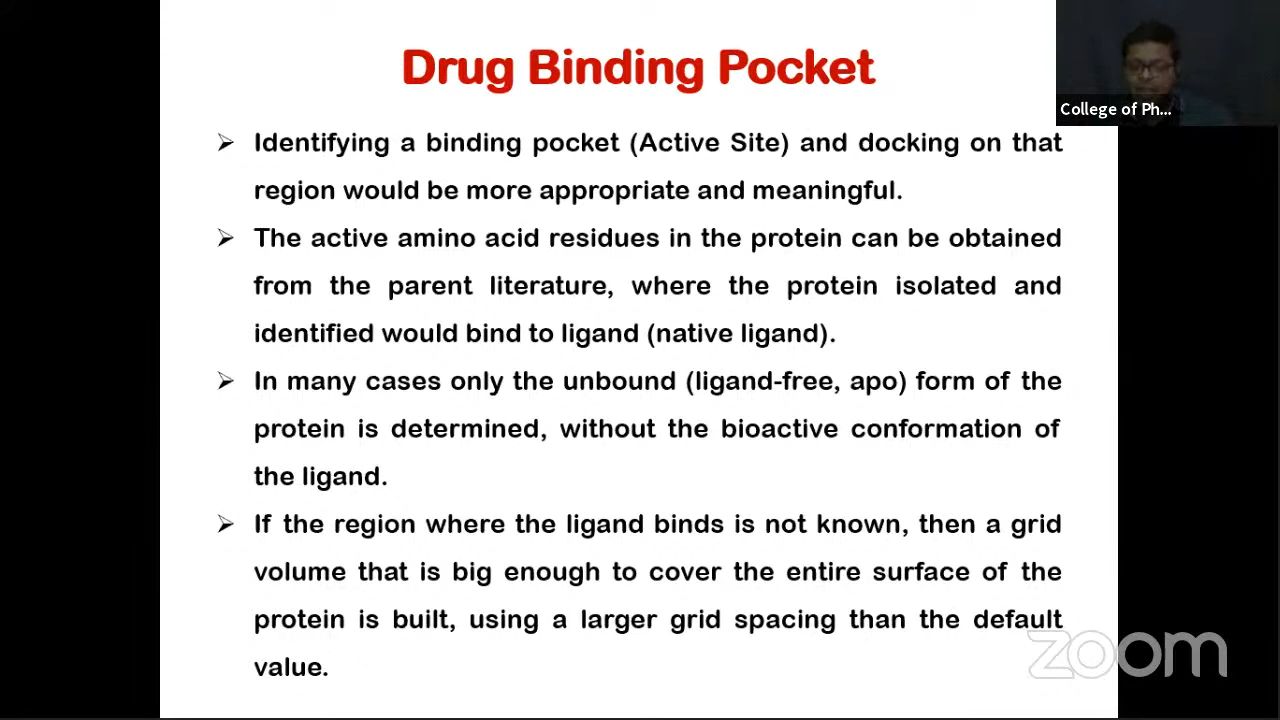 Drug Binding Pocket
College of Ph...
➢ Identifying a binding pocket (Active Site) and docking on that
region would be more appropriate and meaningful.
➢ The active amino acid residues in the protein can be obtained
from the parent literature, where the protein isolated and
identified would bind to ligand (native ligand).
➢ In many cases only the unbound (ligand-free, apo) form of the
protein is determined, without the bioactive conformation of
the ligand.
➢ If the region where the ligand binds is not known, then a grid
volume that is big enough to cover the entire surface of the
protein is built, using a larger grid spacing than the default
value.
zoom